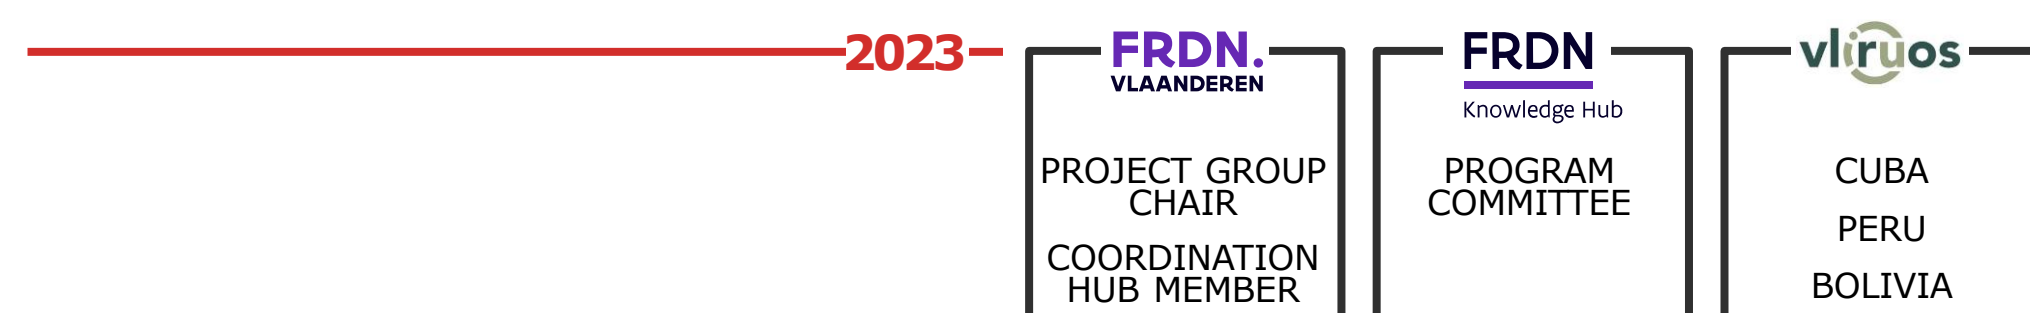 2023
FRDN.
VLAANDEREN
PROJECT GROUP
CHAIR
COORDINATION
HUB MEMBER
FRDN
Knowledge Hub
PROGRAM
COMMITTEE
vliruos
CUBA
PERU
BOLIVIA